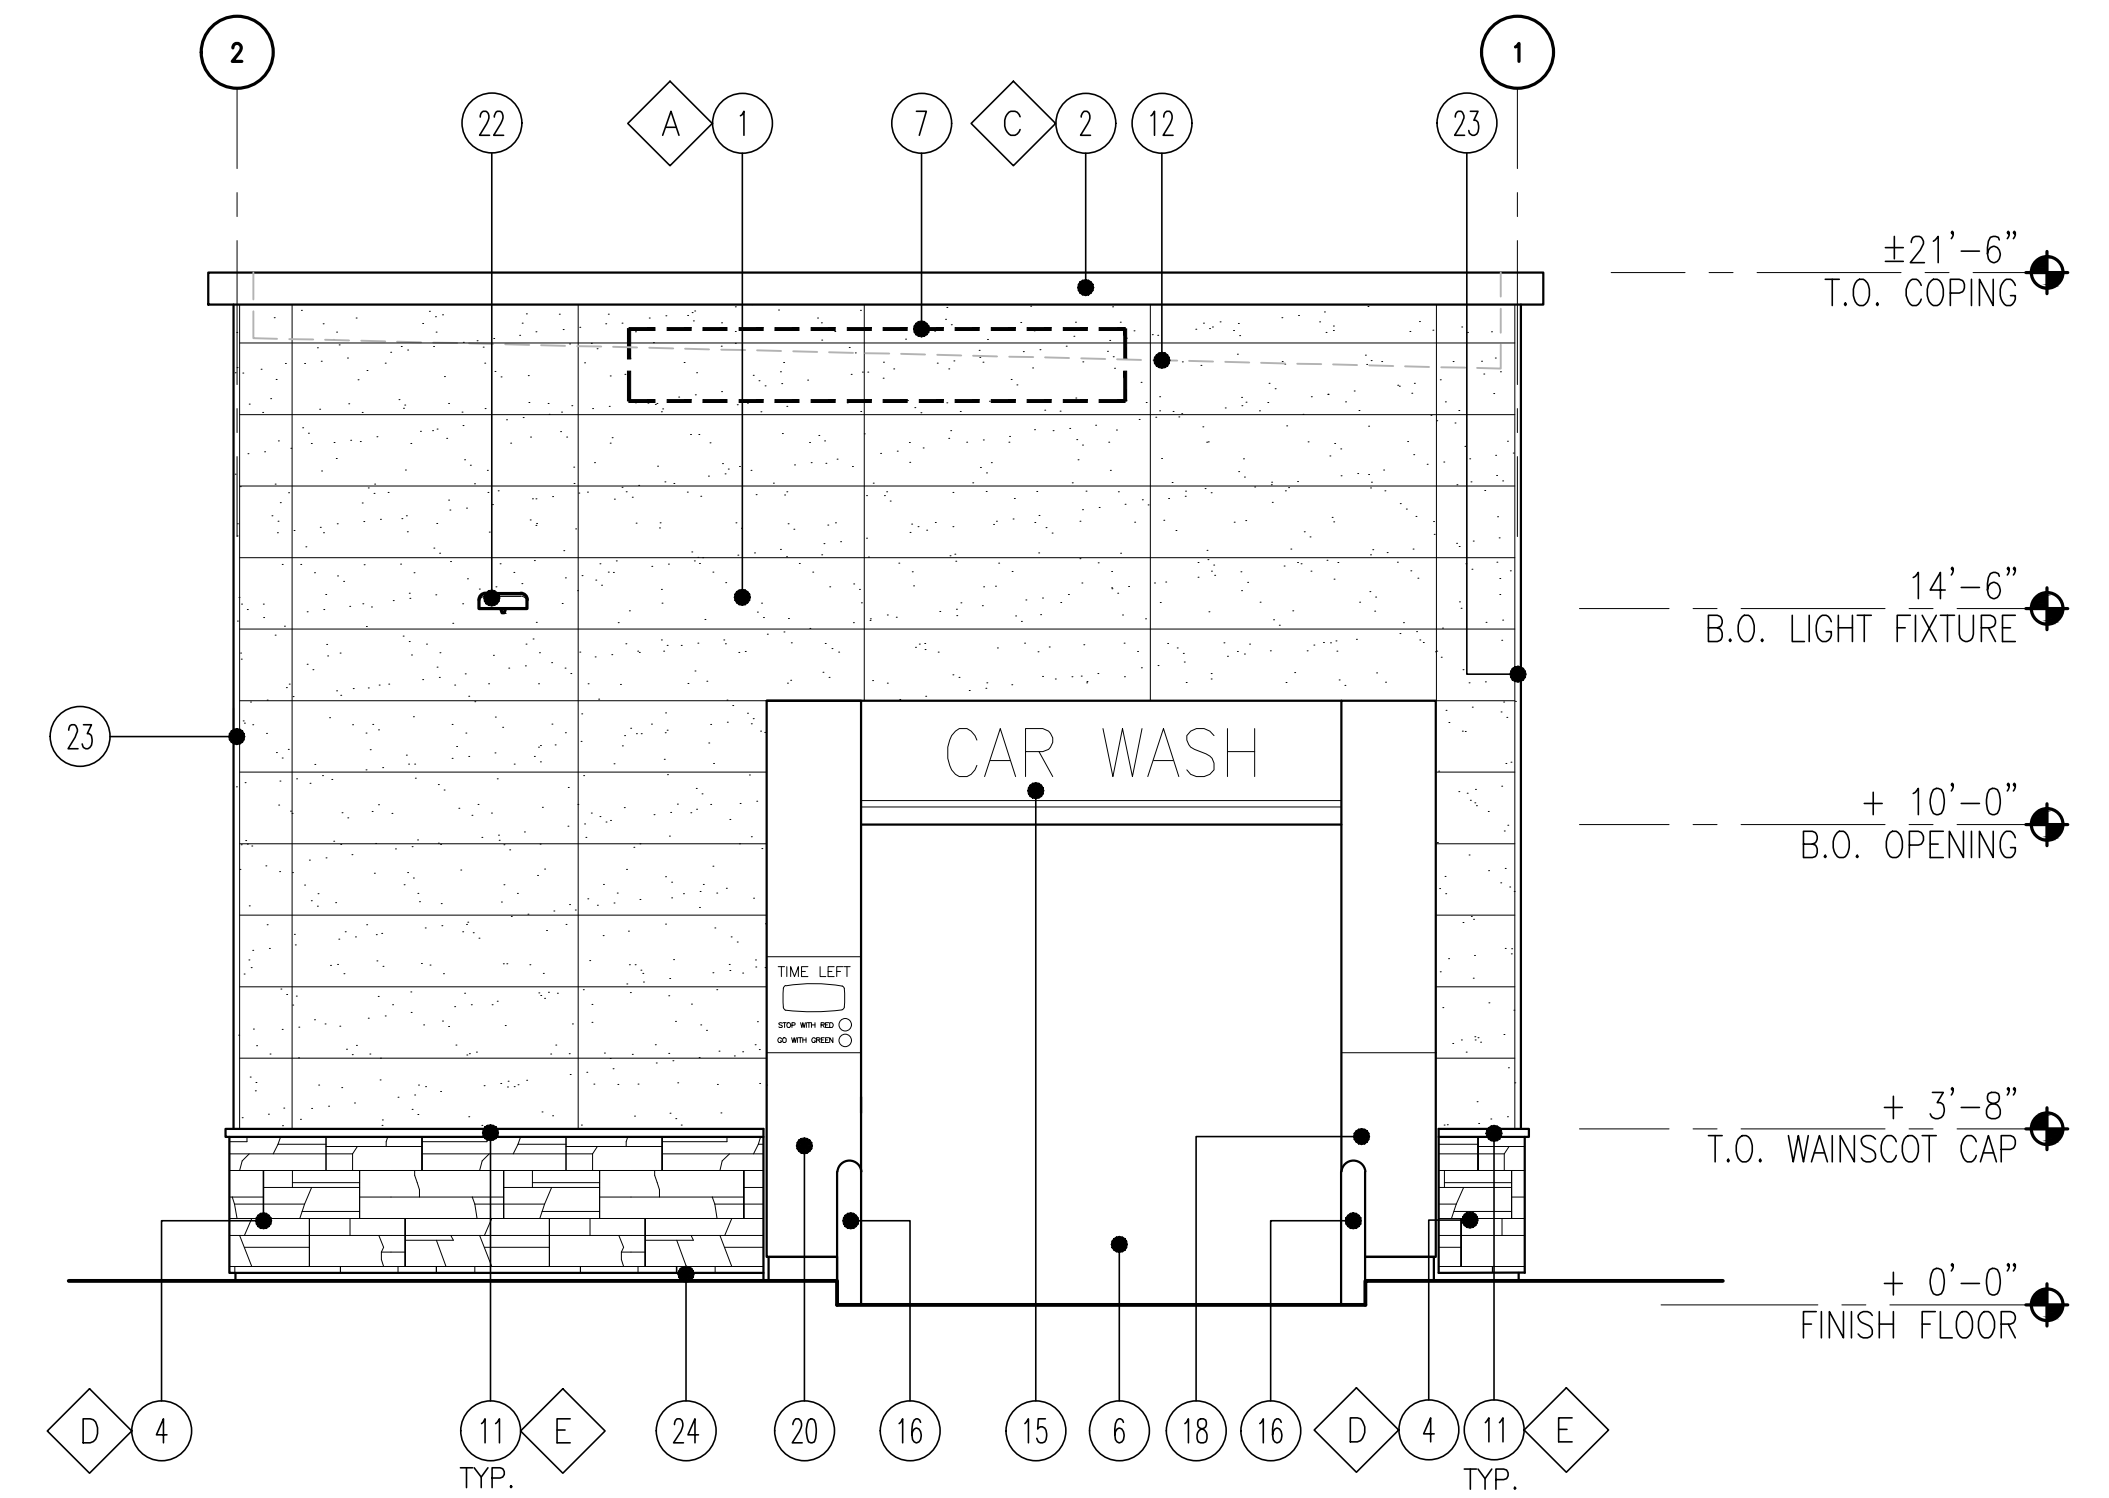 2 1
22 A 1 7 C 2 12 23
±21'-6"
T.O. COPING
14'-6"
B.O. LIGHT FIXTURE
23
CAR WASH
+ 10'-0"
B.O. OPENING
TIME LEFT
STOP WITH RED
GO WITH GREEN
+ 3'-8"
T.O. WAINSCOT CAP
+ 0'-0"
FINISH FLOOR
D 4 11 E 24 20 16 15 6 18 16 D 4 11 E
TYP. TYP.